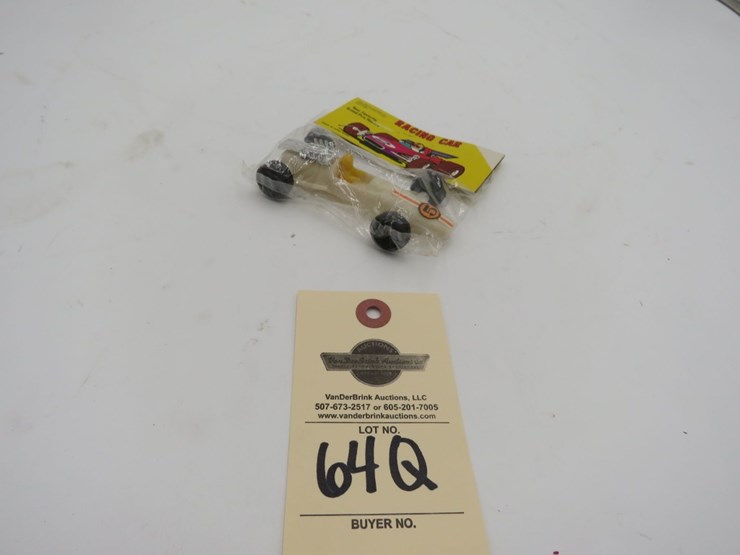 RACING CAR
VanDerBrink Auctions, LLC
507-673-2517 or 605-201-7005
www.vanderbrinkauctions.com
LOT NO.
64Q
BUYER NO.